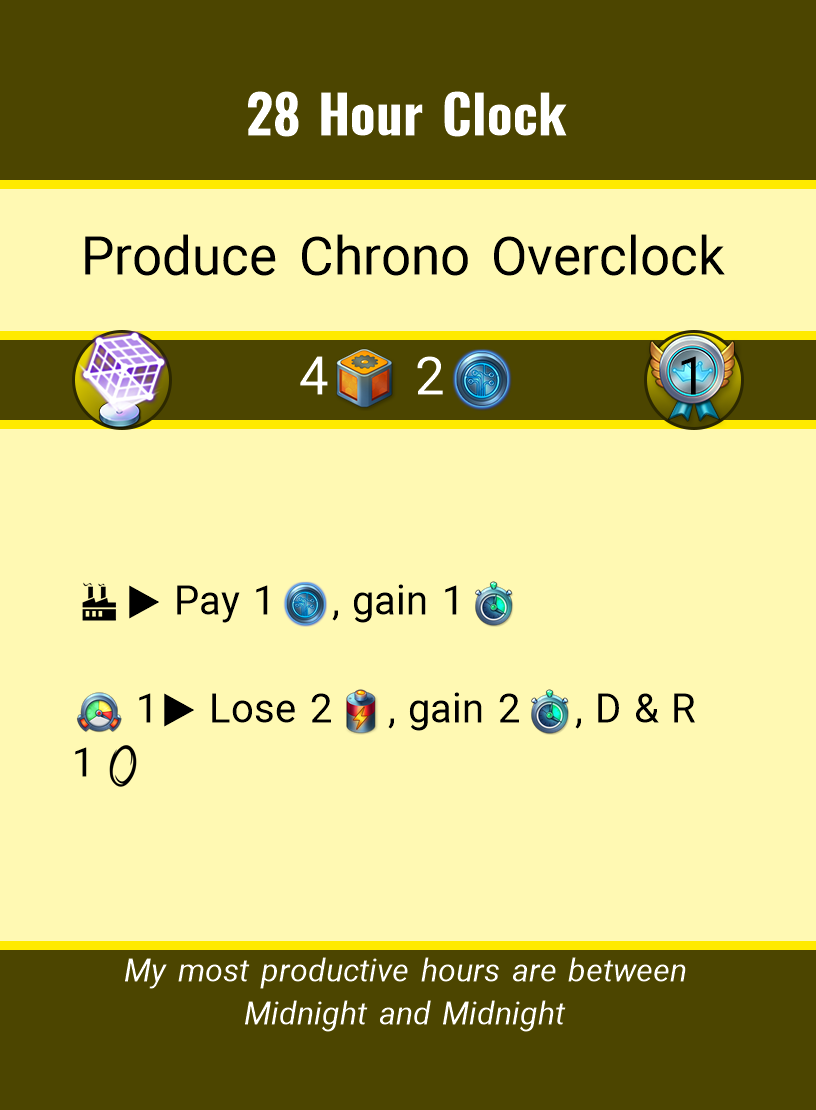 28 Hour Clock
Produce Chrono Overclock
4 2 1
Pay 1 , gain 1
1 Lose 2 , gain 2 , D & R
1
My most productive hours are between
Midnight and Midnight